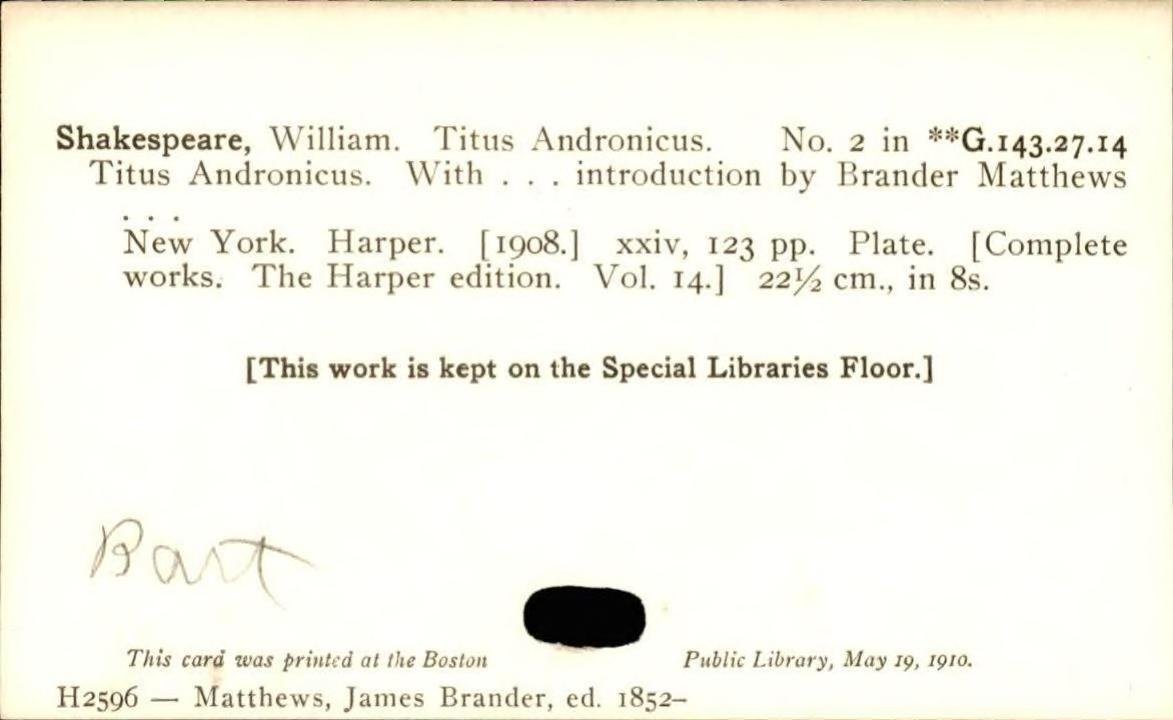 Shakespeare, William. Titus Andronicus. No. 2 in **G.143.27.14
Titus Andronicus. With . . . introduction by Brander Matthews
. . .
New York. Harper. [1908.] xxiv, 123 pp. Plate. [Complete
works. The Harper edition. Vol. 14.] 22½ cm., in 8s.
[This work is kept on the Special Libraries Floor.]
Bart
This card was printed at the Boston Public Library, May 19, 1910.
H2596 — Matthews, James Brander, ed. 1852–